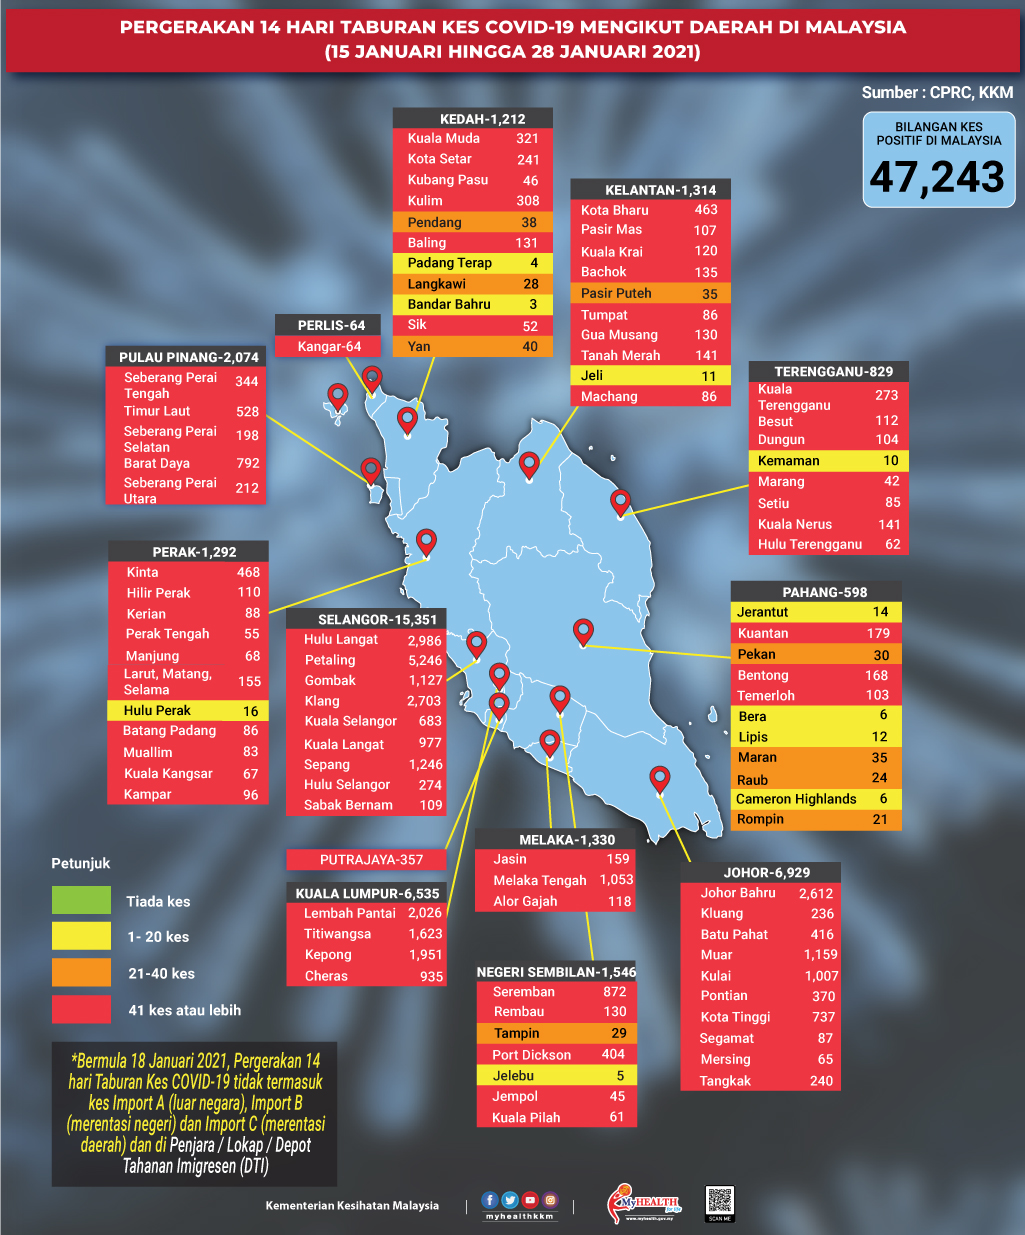 PERGERAKAN 14 HARI TABURAN KES COVID-19 MENGIKUT DAERAH DI MALAYSIA
(15 JANUARI HINGGA 28 JANUARI 2021)
Sumber : CPRC, KKM
BILANGAN KES
POSITIF DI MALAYSIA
47,243
KEDAH-1,212
Kuala Muda 321
Kota Setar 241
Kubang Pasu 46
Kulim 308
Pendang 38
Baling 131
Padang Terap 4
Langkawi 28
Bandar Bahru 3
Sik 52
Yan 40
KELANTAN-1,314
Kota Bharu 463
Pasir Mas 107
Kuala Krai 120
Bachok 135
Pasir Puteh 35
Tumpat 86
Gua Musang 130
Tanah Merah 141
Jeli 11
Machang 86
PERLIS-64
Kangar-64
PULAU PINANG-2,074
Seberang Perai
Tengah 344
Timur Laut 528
Seberang Perai
Selatan 198
Barat Daya 792
Seberang Perai
Utara 212
TERENGGANU-829
Kuala
Terengganu 273
Besut 112
Dungun 104
Kemaman 10
Marang 42
Setiu 85
Kuala Nerus 141
Hulu Terengganu 62
PERAK-1,292
Kinta 468
Hilir Perak 110
Kerian 88
Perak Tengah 55
Manjung 68
Larut, Matang,
Selama 155
Hulu Perak 16
Batang Padang 86
Muallim 83
Kuala Kangsar 67
Kampar 96
SELANGOR-15,351
Hulu Langat 2,986
Petaling 5,246
Gombak 1,127
Klang 2,703
Kuala Selangor 683
Kuala Langat 977
Sepang 1,246
Hulu Selangor 274
Sabak Bernam 109
PAHANG-598
Jerantut 14
Kuantan 179
Pekan 30
Bentong 168
Temerloh 103
Bera 6
Lipis 12
Maran 35
Raub 24
Cameron Highlands 6
Rompin 21
PUTRAJAYA-357
KUALA LUMPUR-6,535
Lembah Pantai 2,026
Titiwangsa 1,623
Kepong 1,951
Cheras 935
MELAKA-1,330
Jasin 159
Melaka Tengah 1,053
Alor Gajah 118
NEGERI SEMBILAN-1,546
Seremban 872
Rembau 130
Tampin 29
Port Dickson 404
Jelebu 5
Jempol 45
Kuala Pilah 61
JOHOR-6,929
Johor Bahru 2,612
Kluang 236
Batu Pahat 416
Muar 1,159
Kulai 1,007
Pontian 370
Kota Tinggi 737
Segamat 87
Mersing 65
Tangkak 240
Petunjuk
Tiada kes
1- 20 kes
21-40 kes
41 kes atau lebih
*Bermula 18 Januari 2021, Pergerakan 14
hari Taburan Kes COVID-19 tidak termasuk
kes Import A (luar negara), Import B
(merentasi negeri) dan Import C (merentasi
daerah) dan di Penjara / Lokap / Depot
Tahanan Imigresen (DTI)
Kementerian Kesihatan Malaysia
myhealthkkm
MyHEALTH
for life
www.myhealth.gov.my
SCAN ME